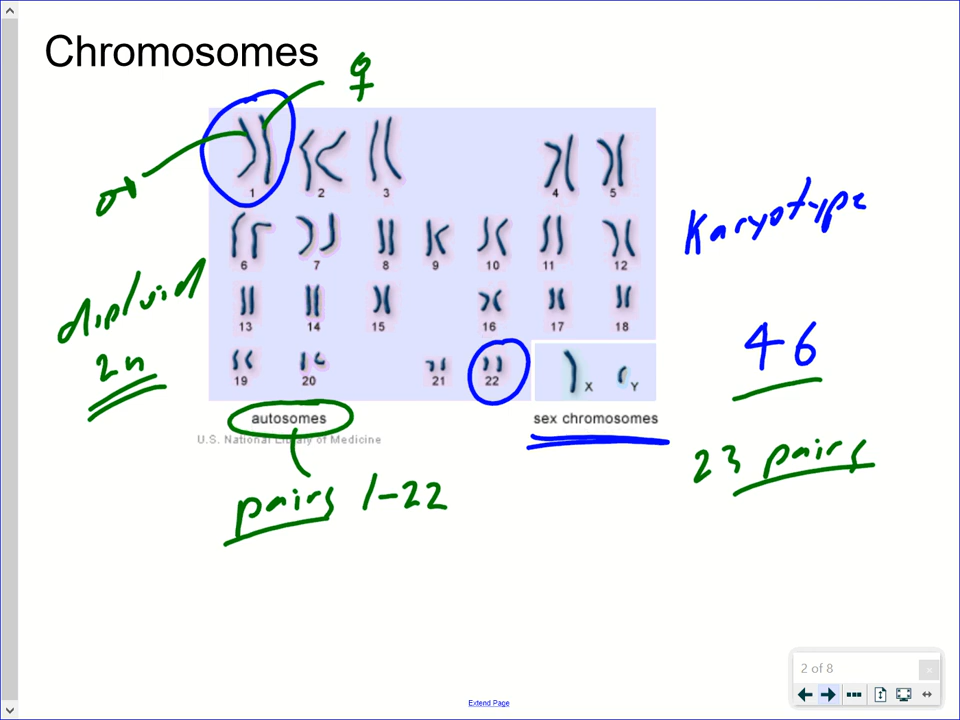 Chromosomes
♀
♂
1 2 3 4 5
Karyotype
6 7 8 9 10 11 12
diploid
2n
13 14 15 16 17 18
46
19 20 21 22 X Y
autosomes
sex chromosomes
U.S. National Library of Medicine
23 pairs
pairs 1-22
2 of 8
Extend Page